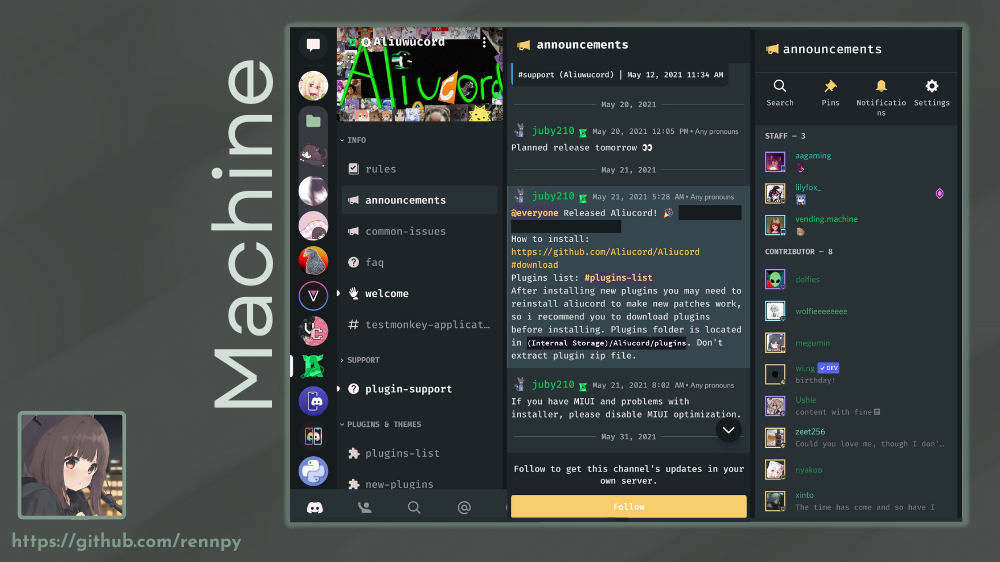 Machine
https://github.com/rennpy
Aliuwucord
Aliucord
INFO
rules
announcements
common-issues
faq
welcome
testmonkey-applicat…
SUPPORT
plugin-support
PLUGINS & THEMES
plugins-list
new-plugins
announcements
#support (Aliuwucord) | May 12, 2021 11:34 AM
May 20, 2021
juby210 May 20, 2021 12:05 PM • Any pronouns
Planned release tomorrow 👀
May 21, 2021
juby210 May 21, 2021 5:28 AM • Any pronouns
@everyone Released Aliucord! 🎉
How to install:
https://github.com/Aliucord/Aliucord
#download
Plugins list: #plugins-list
After installing new plugins you may need to
reinstall aliucord to make new patches work,
so i recommend you to download plugins
before installing. Plugins folder is located
in (Internal Storage)/Aliucord/plugins. Don't
extract plugin zip file.
juby210 May 21, 2021 8:02 AM • Any pronouns
If you have MIUI and problems with
installer, please disable MIUI optimization.
May 31, 2021
Follow to get this channel's updates in your
own server.
Follow
announcements
Search
Pins
Notificatio
ns
Settings
STAFF — 3
aagaming
lilyfox_
vending.machine
CONTRIBUTOR — 8
dolfies
wolfieeeeeeee
megumin
wi.ng ✓ DEV
birthday!
Ushie
content with fine
zeet256
Could you love me, though I don'…
nyakoo
xinto
The time has come and so have I